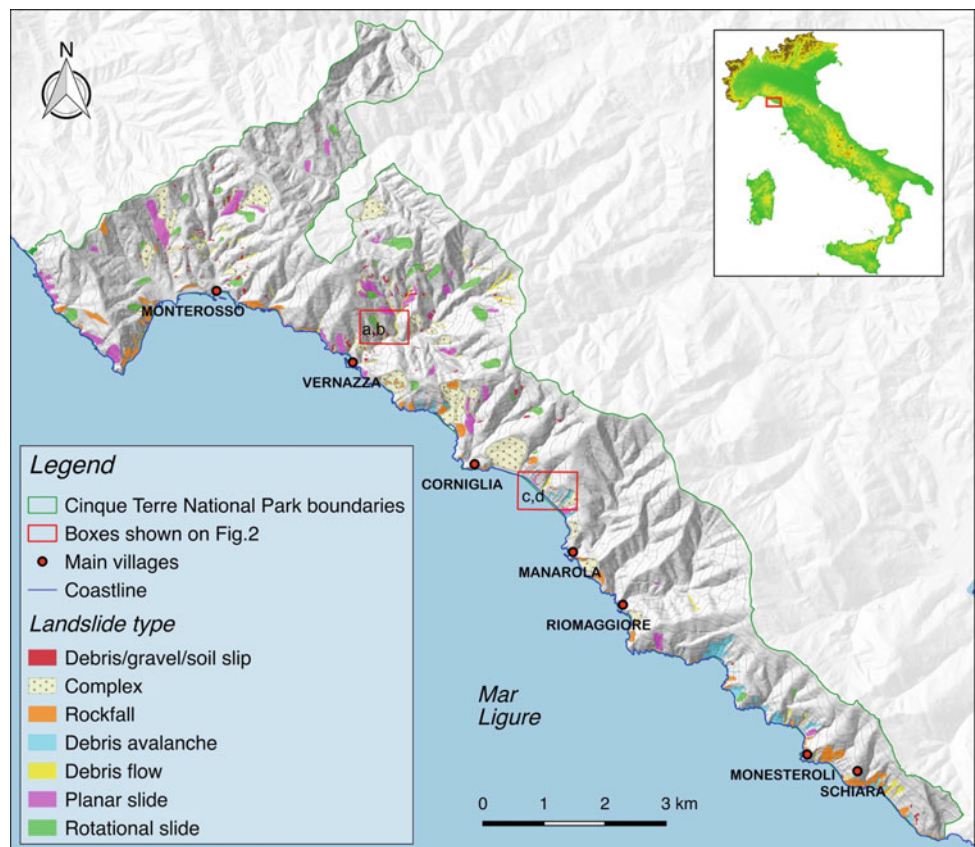 N
MONTEROSSO
a,b
VERNAZZA
CORNIGLIA
c,d
MANAROLA
RIOMAGGIORE
Mar
Ligure
MONESTEROLI
SCHIARA
Legend
Cinque Terre National Park boundaries
Boxes shown on Fig.2
Main villages
Coastline
Landslide type
Debris/gravel/soil slip
Complex
Rockfall
Debris avalanche
Debris flow
Planar slide
Rotational slide
0 1 2 3 km